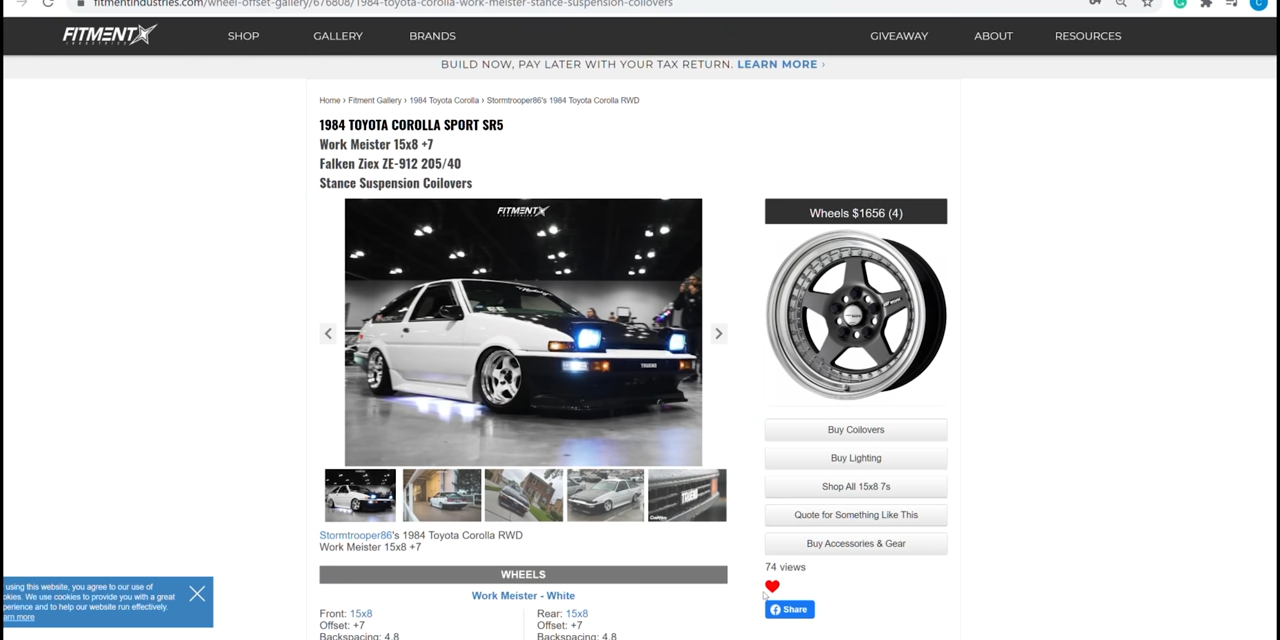 fitmentindustries.com/wheel-offset-gallery/676808/1984-toyota-corolla-work-meister-stance-suspension-coilovers
FITMENT
INDUSTRIES
SHOP
GALLERY
BRANDS
GIVEAWAY
ABOUT
RESOURCES
BUILD NOW, PAY LATER WITH YOUR TAX RETURN. LEARN MORE ›
Home › Fitment Gallery › 1984 Toyota Corolla › Stormtrooper86's 1984 Toyota Corolla RWD
1984 TOYOTA COROLLA SPORT SR5
Work Meister 15x8 +7
Falken Ziex ZE-912 205/40
Stance Suspension Coilovers
FITMENT
TRUENO
Wheels $1656 (4)
Buy Coilovers
Buy Lighting
Shop All 15x8 7s
Quote for Something Like This
Buy Accessories & Gear
74 views
Share
TRUENO
Stormtrooper86's 1984 Toyota Corolla RWD
Work Meister 15x8 +7
WHEELS
Work Meister - White
Front: 15x8
Offset: +7
Backspacing: 4.8
Rear: 15x8
Offset: +7
Backspacing: 4.8
using this website, you agree to our use of
okies. We use cookies to provide you with a great
perience and to help our website run effectively.
arn more